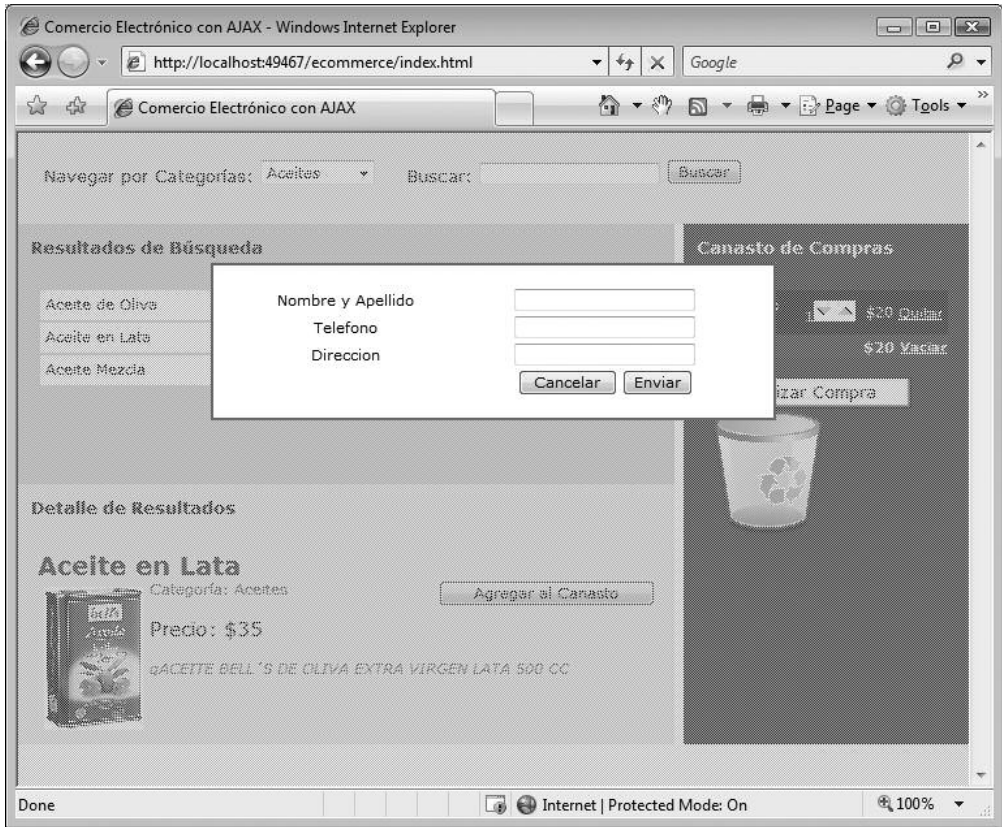 Comercio Electrónico con AJAX - Windows Internet Explorer
http://localhost:49467/ecommerce/index.html
Google
Comercio Electrónico con AJAX
Page
Tools
Navegar por Categorías: Aceites
Buscar:
Buscar
Resultados de Búsqueda
Canasto de Compras
Aceite de Oliva
Aceite en Lata
Aceite Mezcla
Nombre y Apellido
Telefono
Direccion
Cancelar
Enviar
1 $20 Quitar
$20 Vaciar
izar Compra
Detalle de Resultados
Aceite en Lata
Categoría: Aceites
Agregar al Canasto
Precio: $35
qACEITE BELL´S DE OLIVA EXTRA VIRGEN LATA 500 CC
bell's
Aceite
Done
Internet | Protected Mode: On
100%